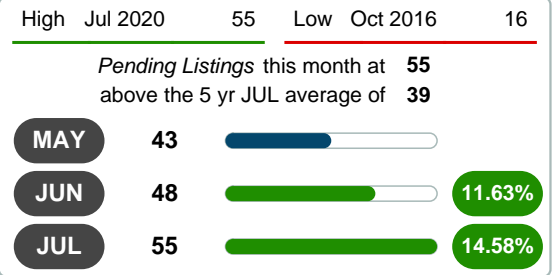 High Jul 2020 55 Low Oct 2016 16
Pending Listings this month at 55
above the 5 yr JUL average of 39
MAY 43
JUN 48 11.63%
JUL 55 14.58%